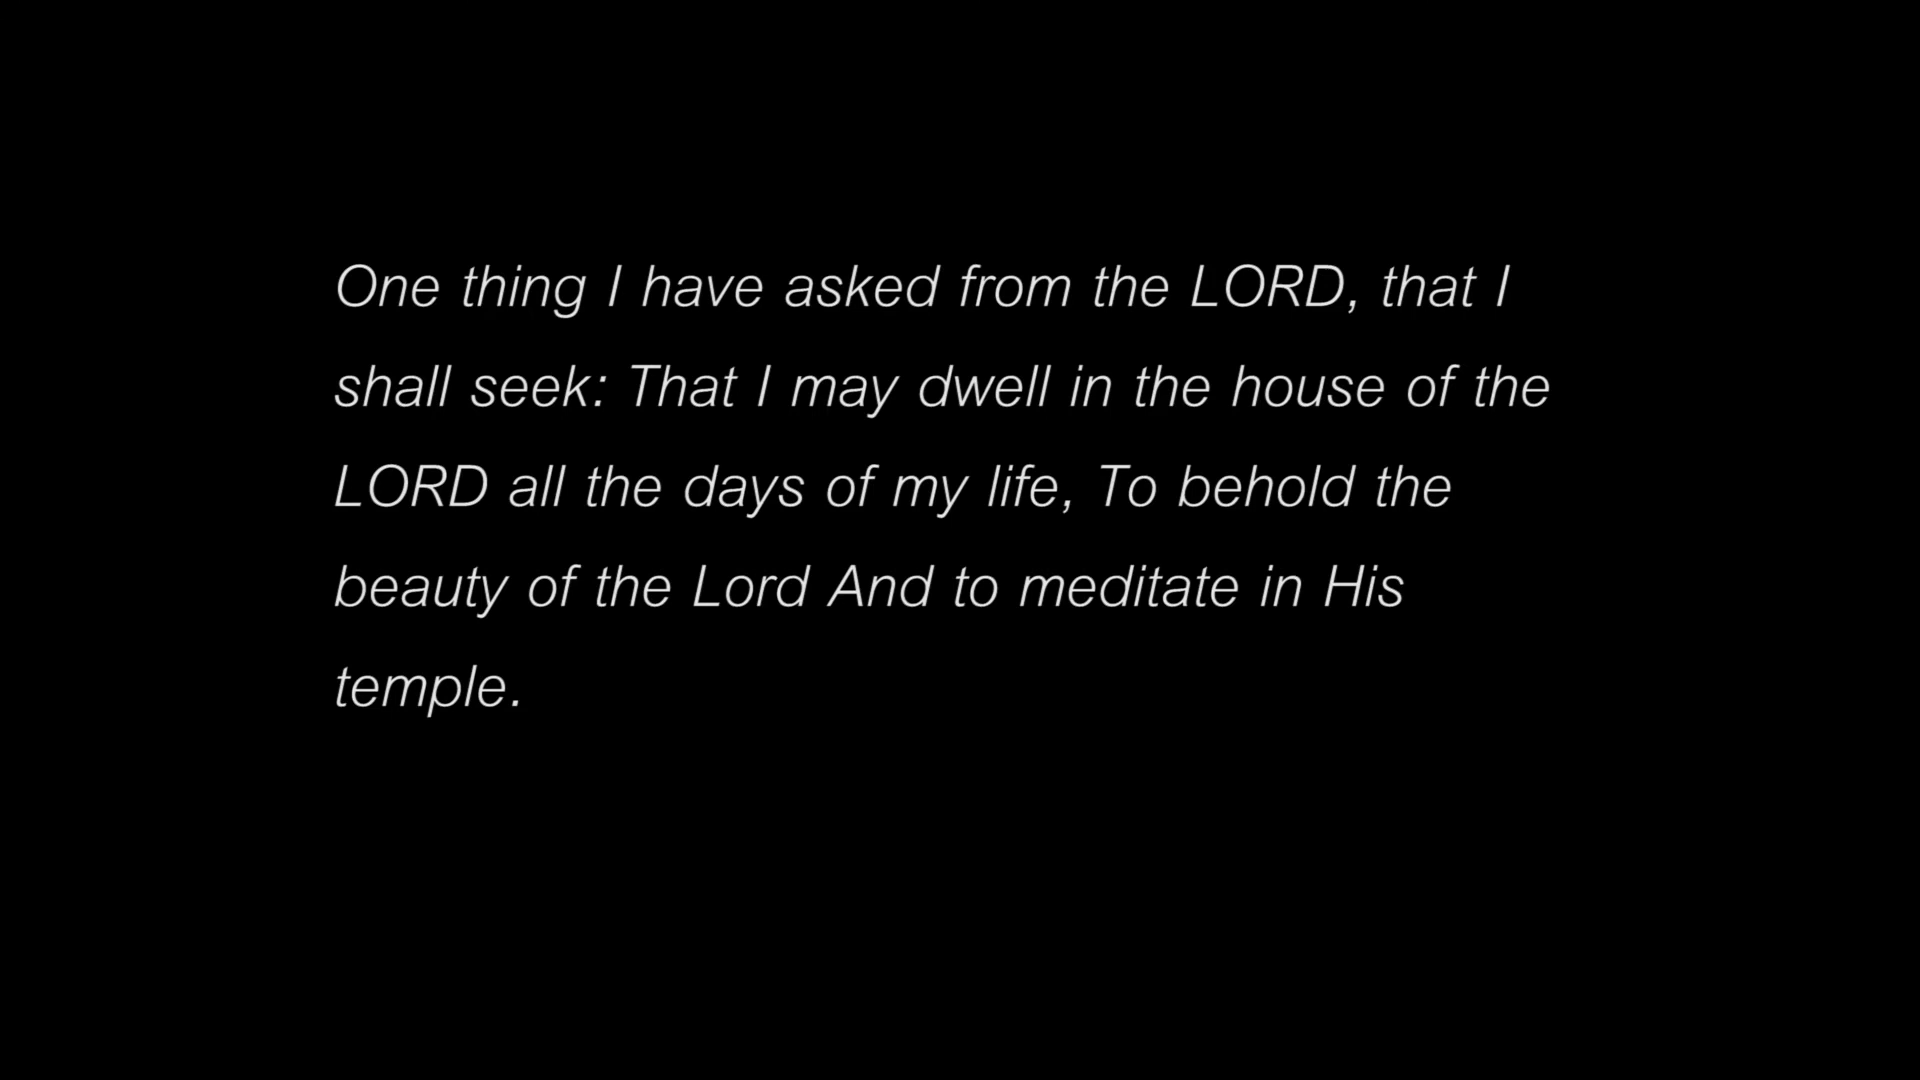 One thing I have asked from the LORD, that I
shall seek: That I may dwell in the house of the
LORD all the days of my life, To behold the
beauty of the Lord And to meditate in His
temple.